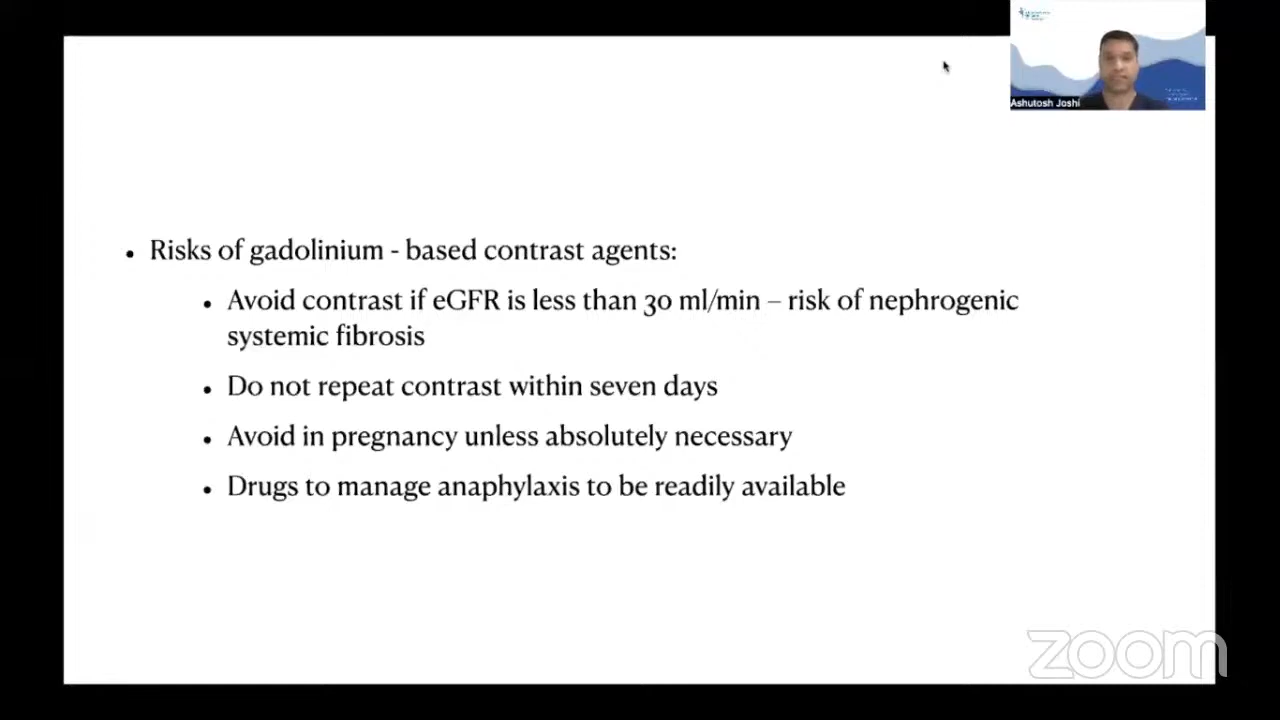 Ashutosh Joshi
• Risks of gadolinium - based contrast agents:
• Avoid contrast if eGFR is less than 30 ml/min – risk of nephrogenic
systemic fibrosis
• Do not repeat contrast within seven days
• Avoid in pregnancy unless absolutely necessary
• Drugs to manage anaphylaxis to be readily available
zoom